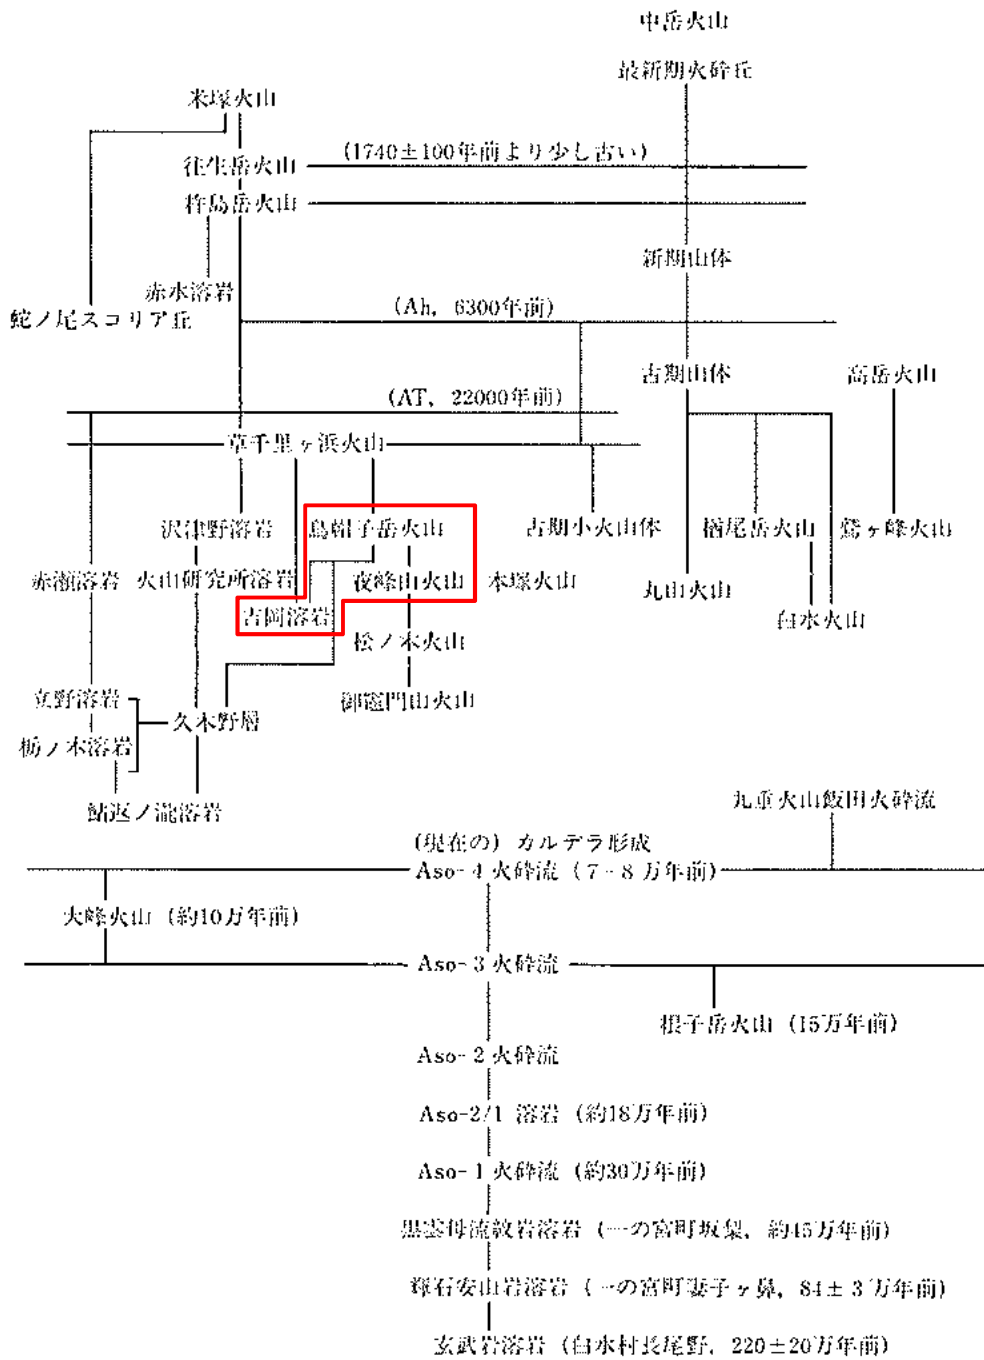 中岳火山
最新期火砕丘
米塚火山
(1740±100年前より少し古い)
往生岳火山
杵島岳火山
新期山体
赤水溶岩
蛇ノ尾スコリア丘
(Ah, 6300年前)
古期山体
高岳火山
(AT, 22000年前)
草千里ヶ浜火山
沢津野溶岩
烏帽子岳火山
古期小火山体
楢尾岳火山
鷲ヶ峰火山
赤瀬溶岩
火山研究所溶岩
夜峰山火山
本塚火山
丸山火山
吉岡溶岩
白水火山
松ノ木火山
立野溶岩
御竈門山火山
久木野層
栃ノ木溶岩
鮎返ノ滝溶岩
九重火山飯田火砕流
(現在の) カルデラ形成
Aso-4 火砕流 (7-8 万年前)
大峰火山 (約10万年前)
Aso-3 火砕流
根子岳火山 (15万年前)
Aso-2 火砕流
Aso-2/1 溶岩 (約18万年前)
Aso-1 火砕流 (約30万年前)
黒雲母流紋岩溶岩 (一の宮町坂梨, 約45万年前)
輝石安山岩溶岩 (一の宮町妻子ヶ鼻, 84±3 万年前)
玄武岩溶岩 (白水村長尾野, 220±20万年前)